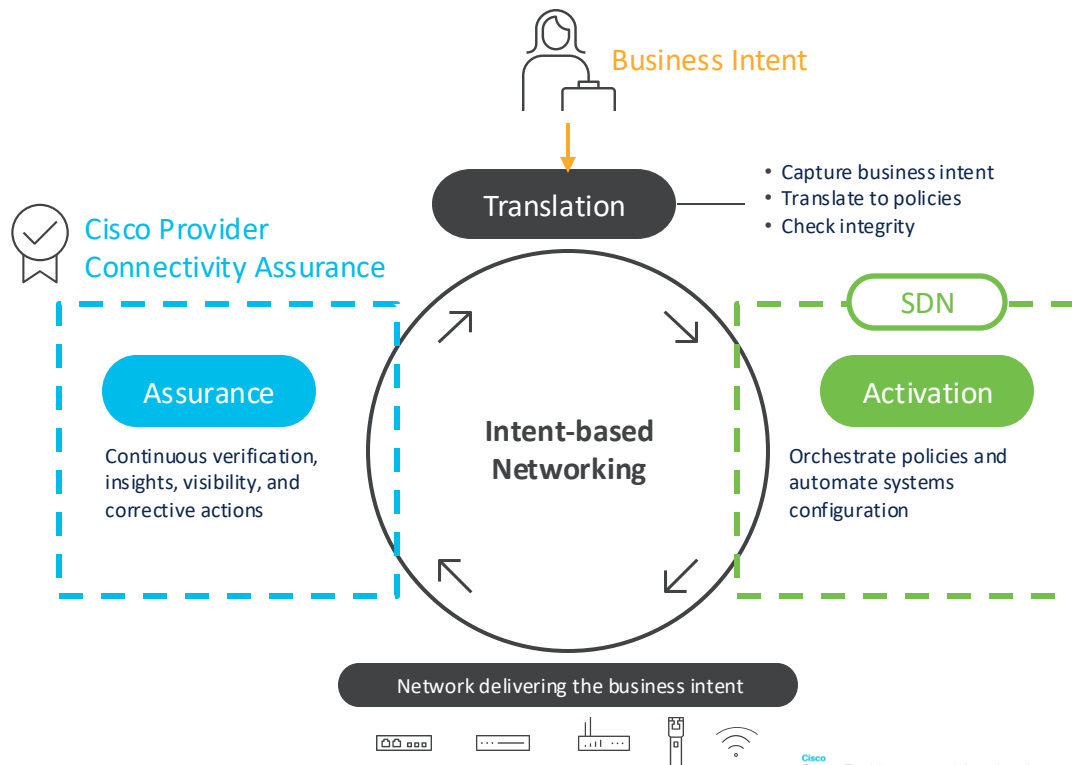 Business Intent
Translation
• Capture business intent
• Translate to policies
• Check integrity
Cisco Provider
Connectivity Assurance
SDN
Assurance
Activation
Continuous verification,
insights, visibility, and
corrective actions
Intent-based
Networking
Orchestrate policies and
automate systems
configuration
Network delivering the business intent
Cisco